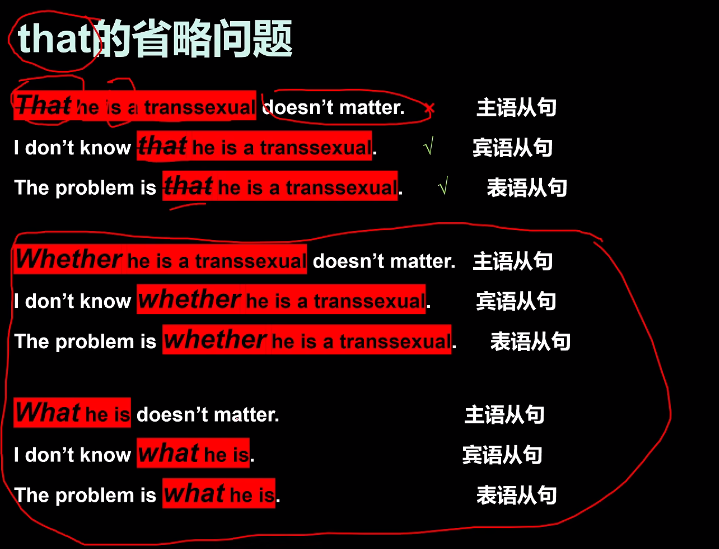 that的省略问题
That he is a transsexual doesn't matter. × 主语从句
I don't know that he is a transsexual. √ 宾语从句
The problem is that he is a transsexual. √ 表语从句
Whether he is a transsexual doesn't matter. 主语从句
I don't know whether he is a transsexual. 宾语从句
The problem is whether he is a transsexual. 表语从句
What he is doesn't matter. 主语从句
I don't know what he is. 宾语从句
The problem is what he is. 表语从句